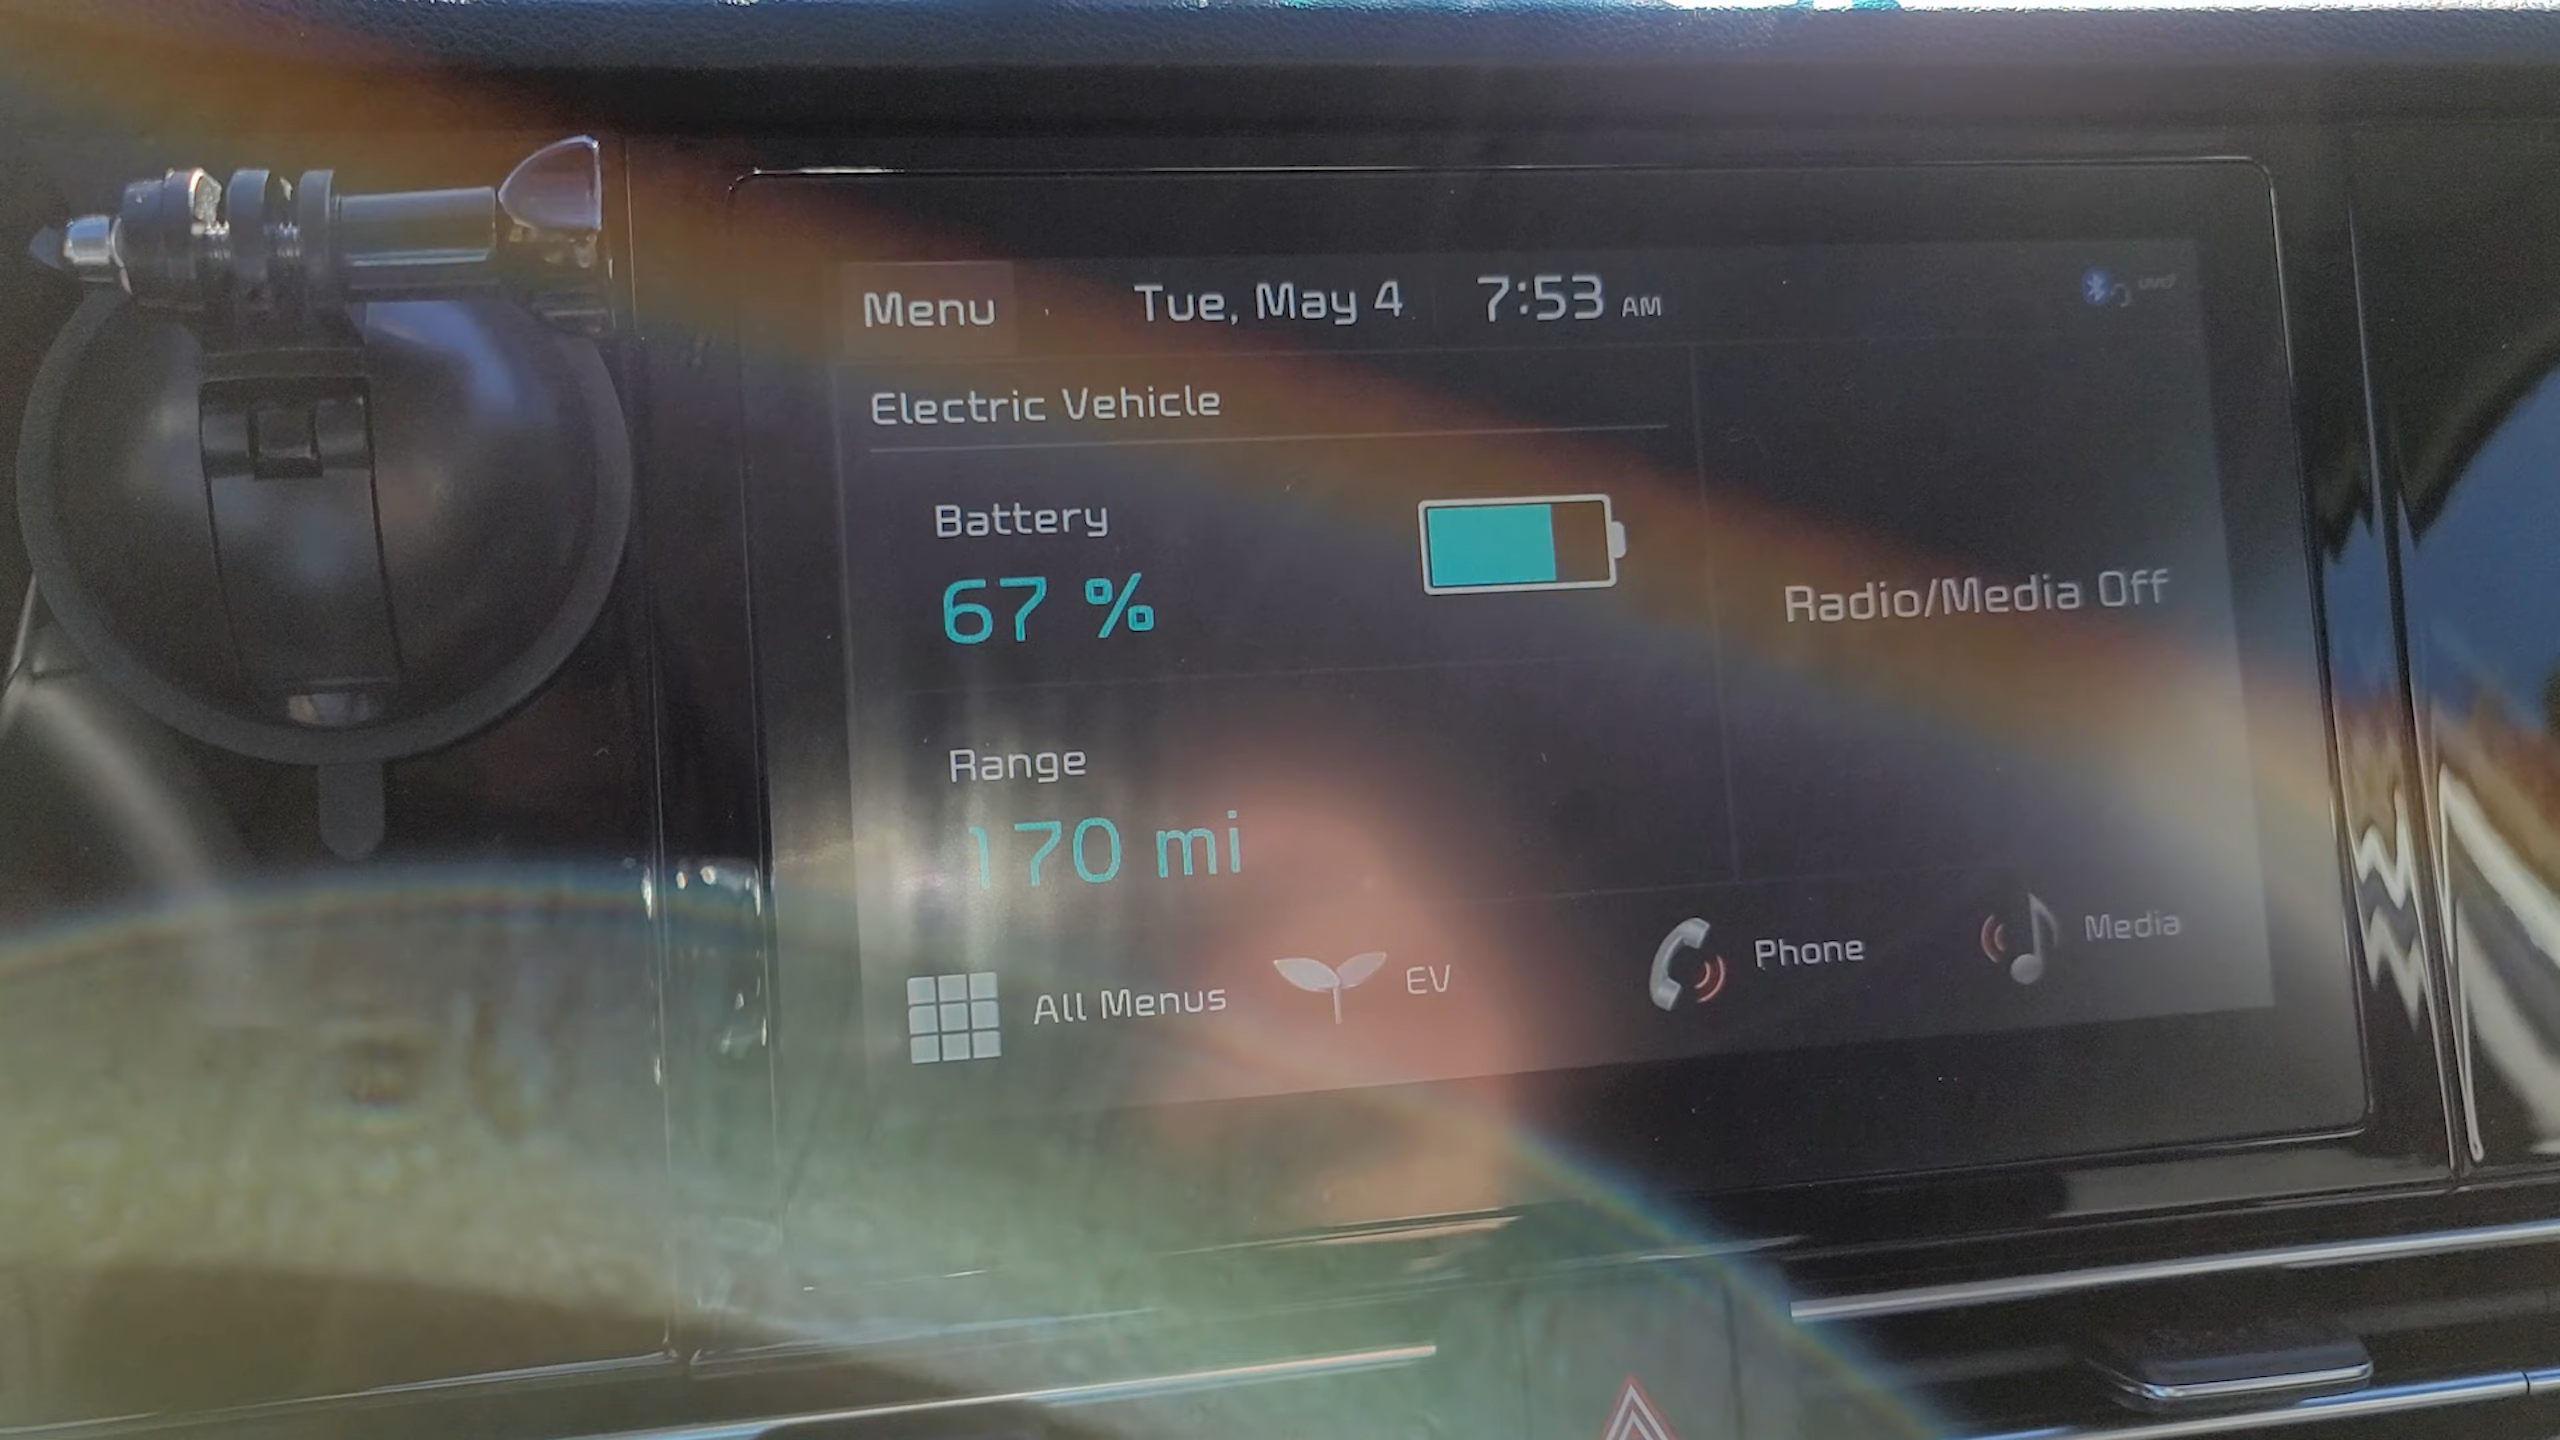 Menu
Tue, May 4
7:53 AM
UVO
Electric Vehicle
Battery
67 %
Radio/Media Off
Range
170 mi
All Menus
EV
Phone
Media